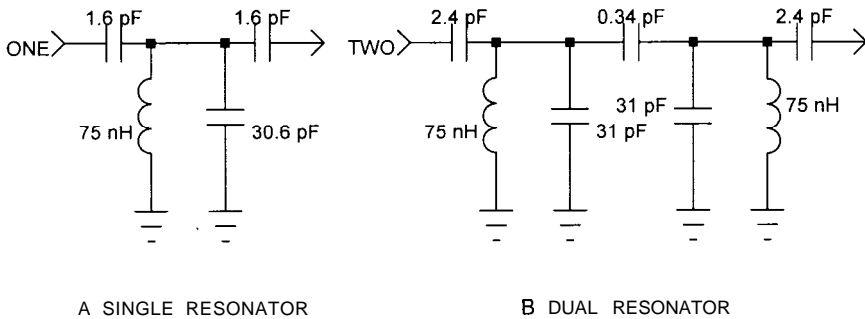 1.6 pF 1.6 pF
ONE
75 nH
30.6 pF
2.4 pF 0.34 pF 2.4 pF
TWO
75 nH
31 pF
31 pF
75 nH
A SINGLE RESONATOR
B DUAL RESONATOR